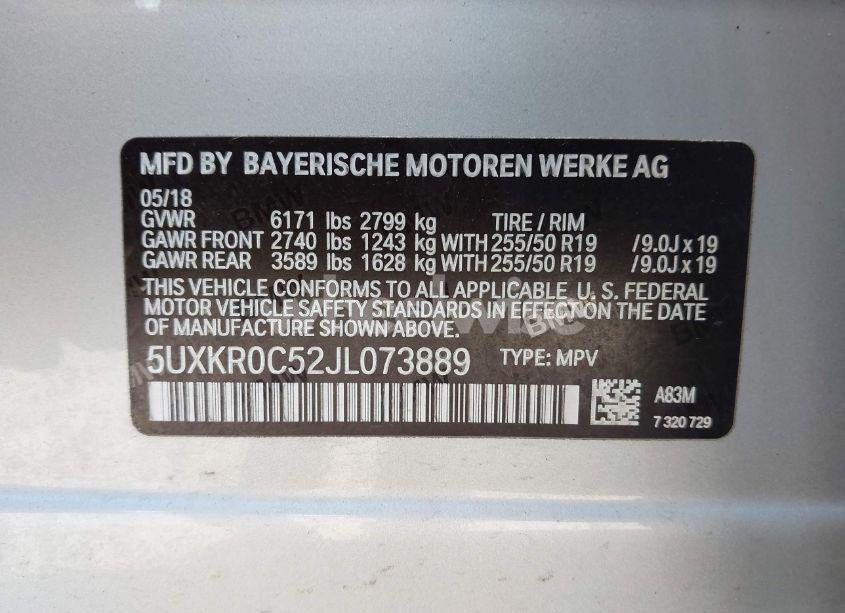 MFD BY BAYERISCHE MOTOREN WERKE AG
05/18
GVWR 6171 lbs 2799 kg TIRE / RIM
GAWR FRONT 2740 lbs 1243 kg WITH 255/50 R19 /9.0J x 19
GAWR REAR 3589 lbs 1628 kg WITH 255/50 R19 /9.0J x 19
THIS VEHICLE CONFORMS TO ALL APPLICABLE U. S. FEDERAL
MOTOR VEHICLE SAFETY STANDARDS IN EFFECT ON THE DATE
OF MANUFACTURE SHOWN ABOVE.
5UXKR0C52JL073889 TYPE: MPV
A83M
7 320 729